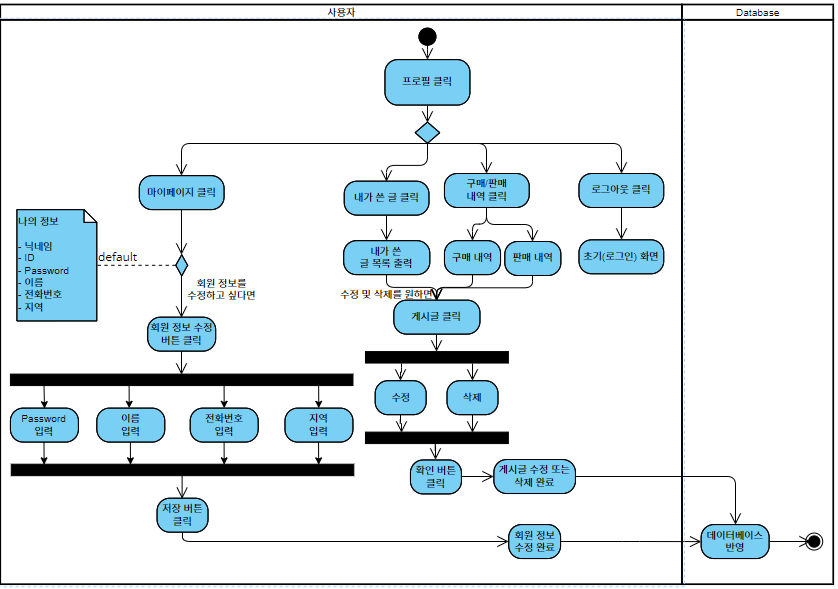 사용자
Database
프로필 클릭
마이페이지 클릭
내가 쓴 글 클릭
구매/판매
내역 클릭
로그아웃 클릭
나의 정보
- 닉네임
- ID
- Password
- 이름
- 전화번호
- 지역
default
내가 쓴
글 목록 출력
구매 내역
판매 내역
초기(로그인) 화면
회원 정보를
수정하고 싶다면
수정 및 삭제를 원하면
게시글 클릭
회원 정보 수정
버튼 클릭
수정
삭제
Password
입력
이름
입력
전화번호
입력
지역
입력
확인 버튼
클릭
게시글 수정 또는
삭제 완료
저장 버튼
클릭
회원 정보
수정 완료
데이터베이스
반영